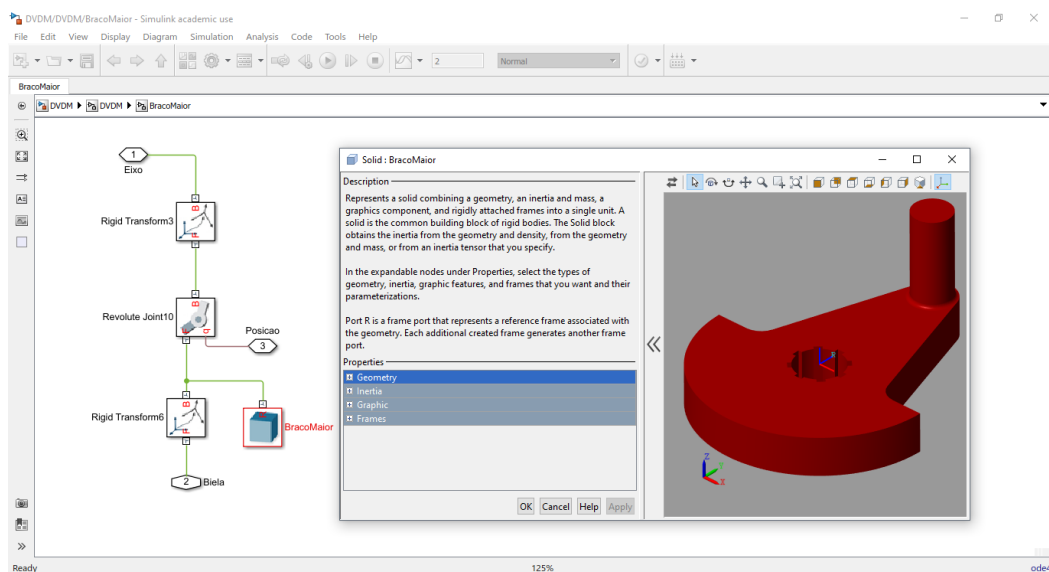 DVDM/DVDM/BracoMaior - Simulink academic use
File Edit View Display Diagram Simulation Analysis Code Tools Help
2
Normal
BracoMaior
DVDM DVDM BracoMaior
1
Eixo
Rigid Transform3
B
F
Revolute Joint10
B
F
q
Posicao
3
Rigid Transform6
B
F
BracoMaior
2
Biela
Solid : BracoMaior
Description
Represents a solid combining a geometry, an inertia and mass, a
graphics component, and rigidly attached frames into a single unit. A
solid is the common building block of rigid bodies. The Solid block
obtains the inertia from the geometry and density, from the geometry
and mass, or from an inertia tensor that you specify.
In the expandable nodes under Properties, select the types of
geometry, inertia, graphic features, and frames that you want and their
parameterizations.
Port R is a frame port that represents a reference frame associated with
the geometry. Each additional created frame generates another frame
port.
Properties
Geometry
Inertia
Graphic
Frames
OK Cancel Help Apply
R
Z
Y
X
Ready
125%
ode4